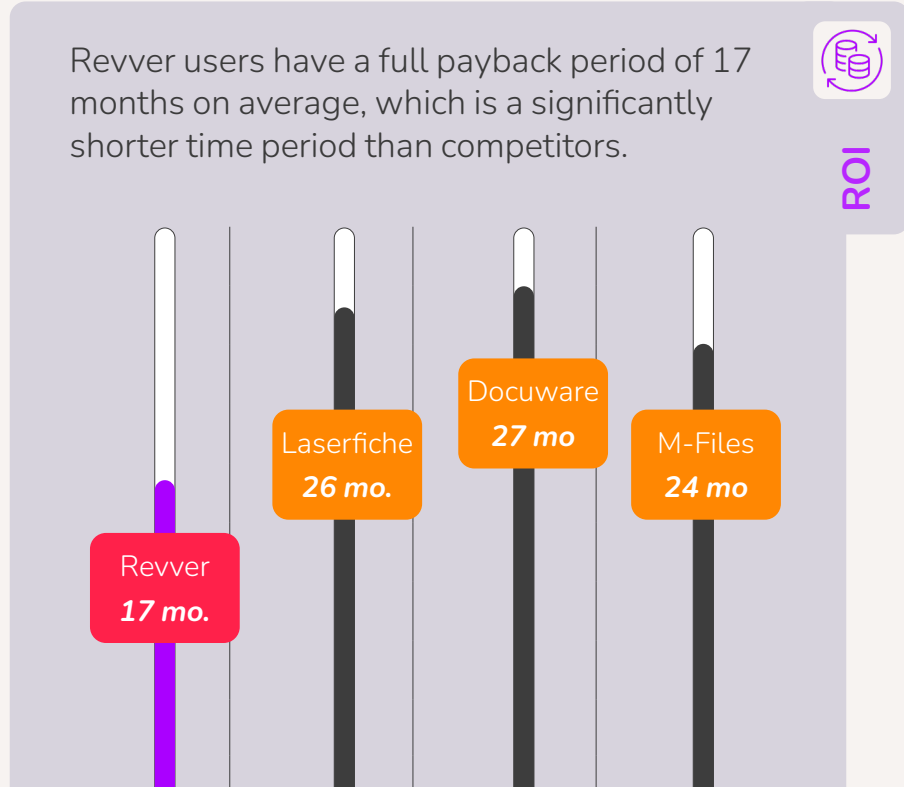 Revver users have a full payback period of 17
months on average, which is a significantly
shorter time period than competitors.
ROI
Revver
17 mo.
Laserfiche
26 mo.
Docuware
27 mo
M-Files
24 mo